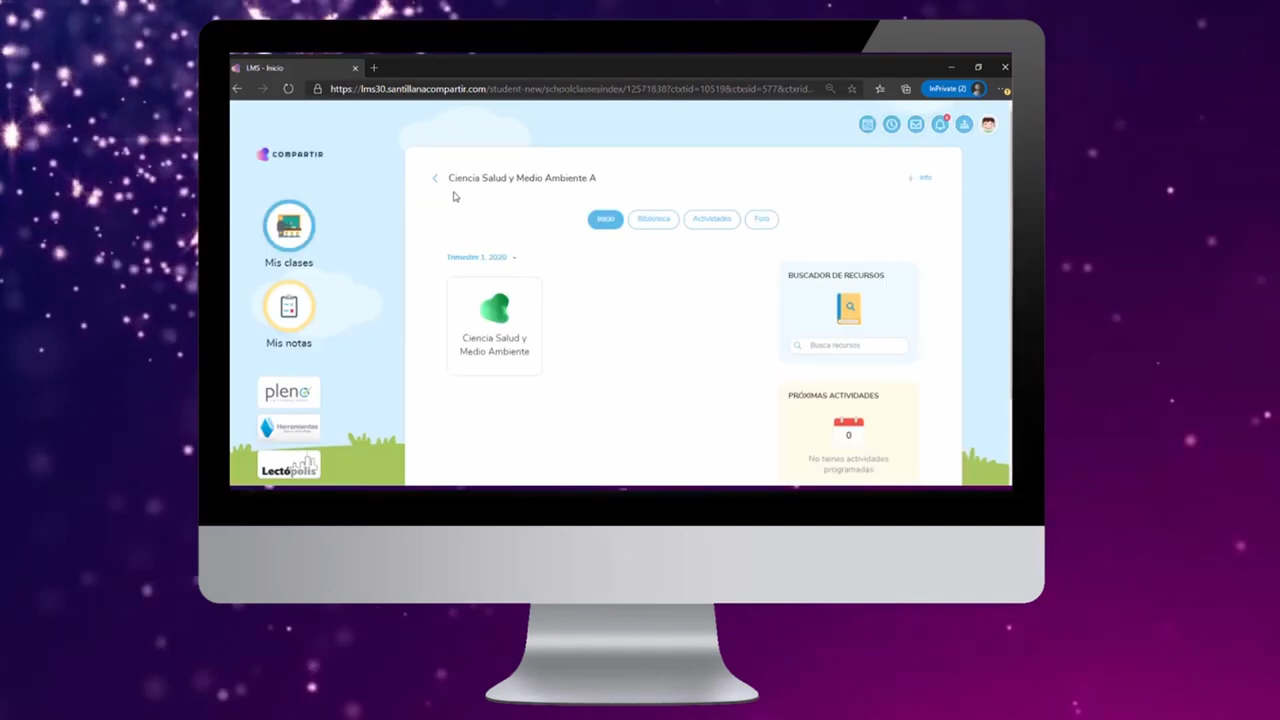 LMS - Inicio
https://lms30.santillanacompartir.com/student-new/schoolclassesindex/12571838?ctxtid=10519&ctxsid=577&ctxrid...
InPrivate (2)
COMPARTIR
Ciencia Salud y Medio Ambiente A
+ info
Inicio
Biblioteca
Actividades
Foro
Mis clases
Trimestre 1, 2020
BUSCADOR DE RECURSOS
Ciencia Salud y
Medio Ambiente
Busca recursos
Mis notas
pleno
Herramientas
Lectópolis
PRÓXIMAS ACTIVIDADES
0
No tienes actividades
programadas